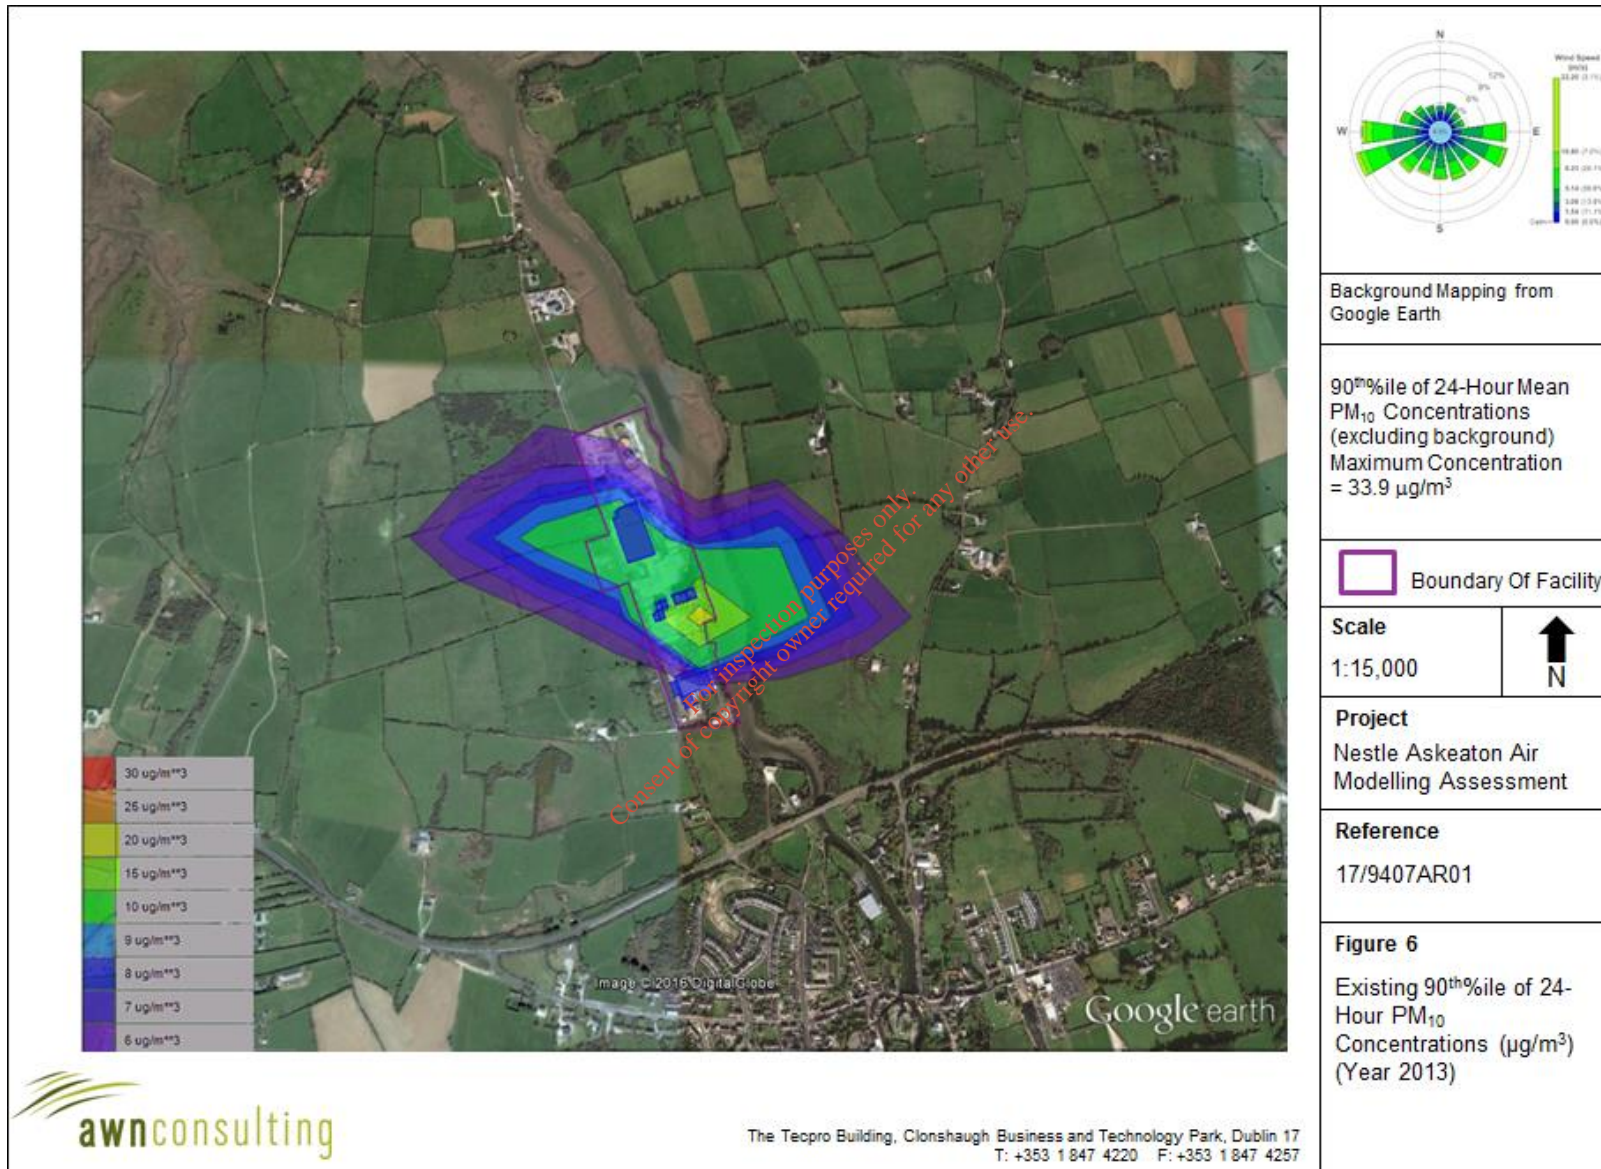 N
W
E
S
12%
Wind Speed
Background Mapping from
Google Earth
90th%ile of 24-Hour Mean
PM10 Concentrations
(excluding background)
Maximum Concentration
= 33.9 µg/m3
Boundary Of Facility
Scale
1:15,000
N
Project
Nestle Askeaton Air
Modelling Assessment
Reference
17/9407AR01
Figure 6
Existing 90th%ile of 24-
Hour PM10
Concentrations (µg/m3)
(Year 2013)
For inspection purposes only.
Consent of copyright owner required for any other use.
30 ug/m**3
25 ug/m**3
20 ug/m**3
15 ug/m**3
10 ug/m**3
9 ug/m**3
8 ug/m**3
7 ug/m**3
6 ug/m**3
Image © 2016 DigitalGlobe
Google earth
awnconsulting
The Tecpro Building, Clonshaugh Business and Technology Park, Dublin 17
T: +353 1 847 4220 F: +353 1 847 4257